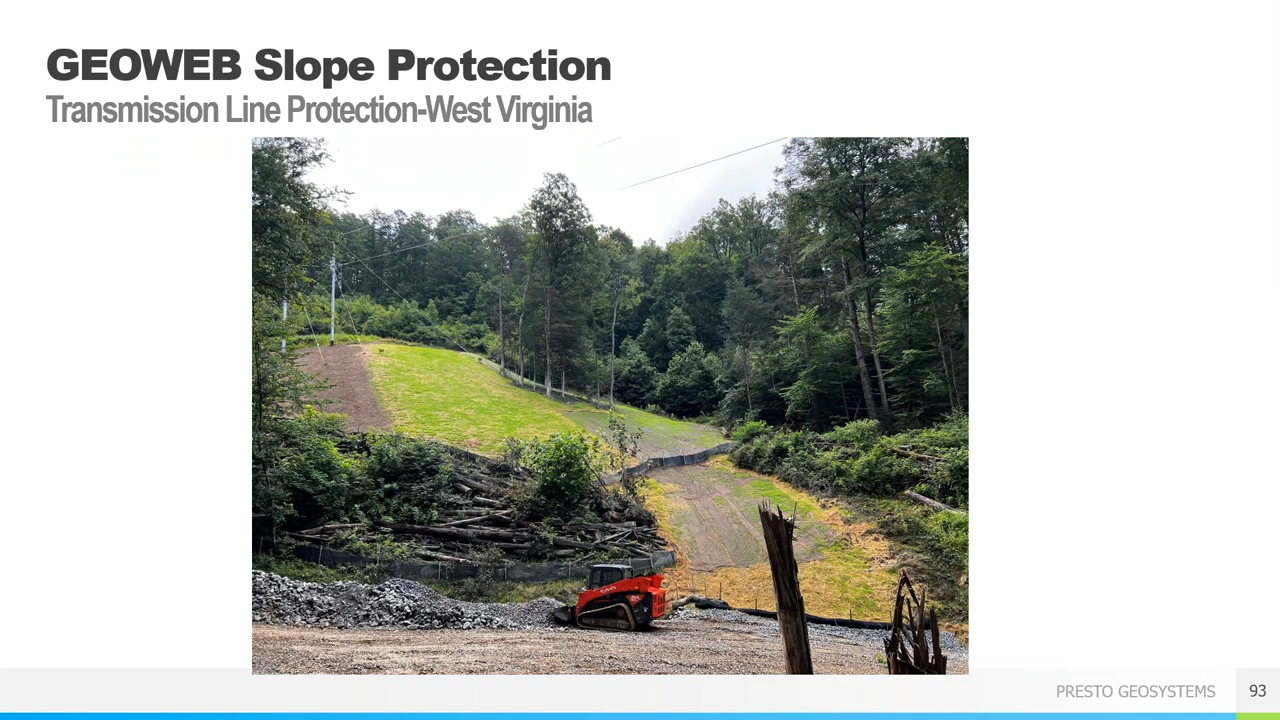 GEOWEB Slope Protection
Transmission Line Protection-West Virginia
PRESTO GEOSYSTEMS
93